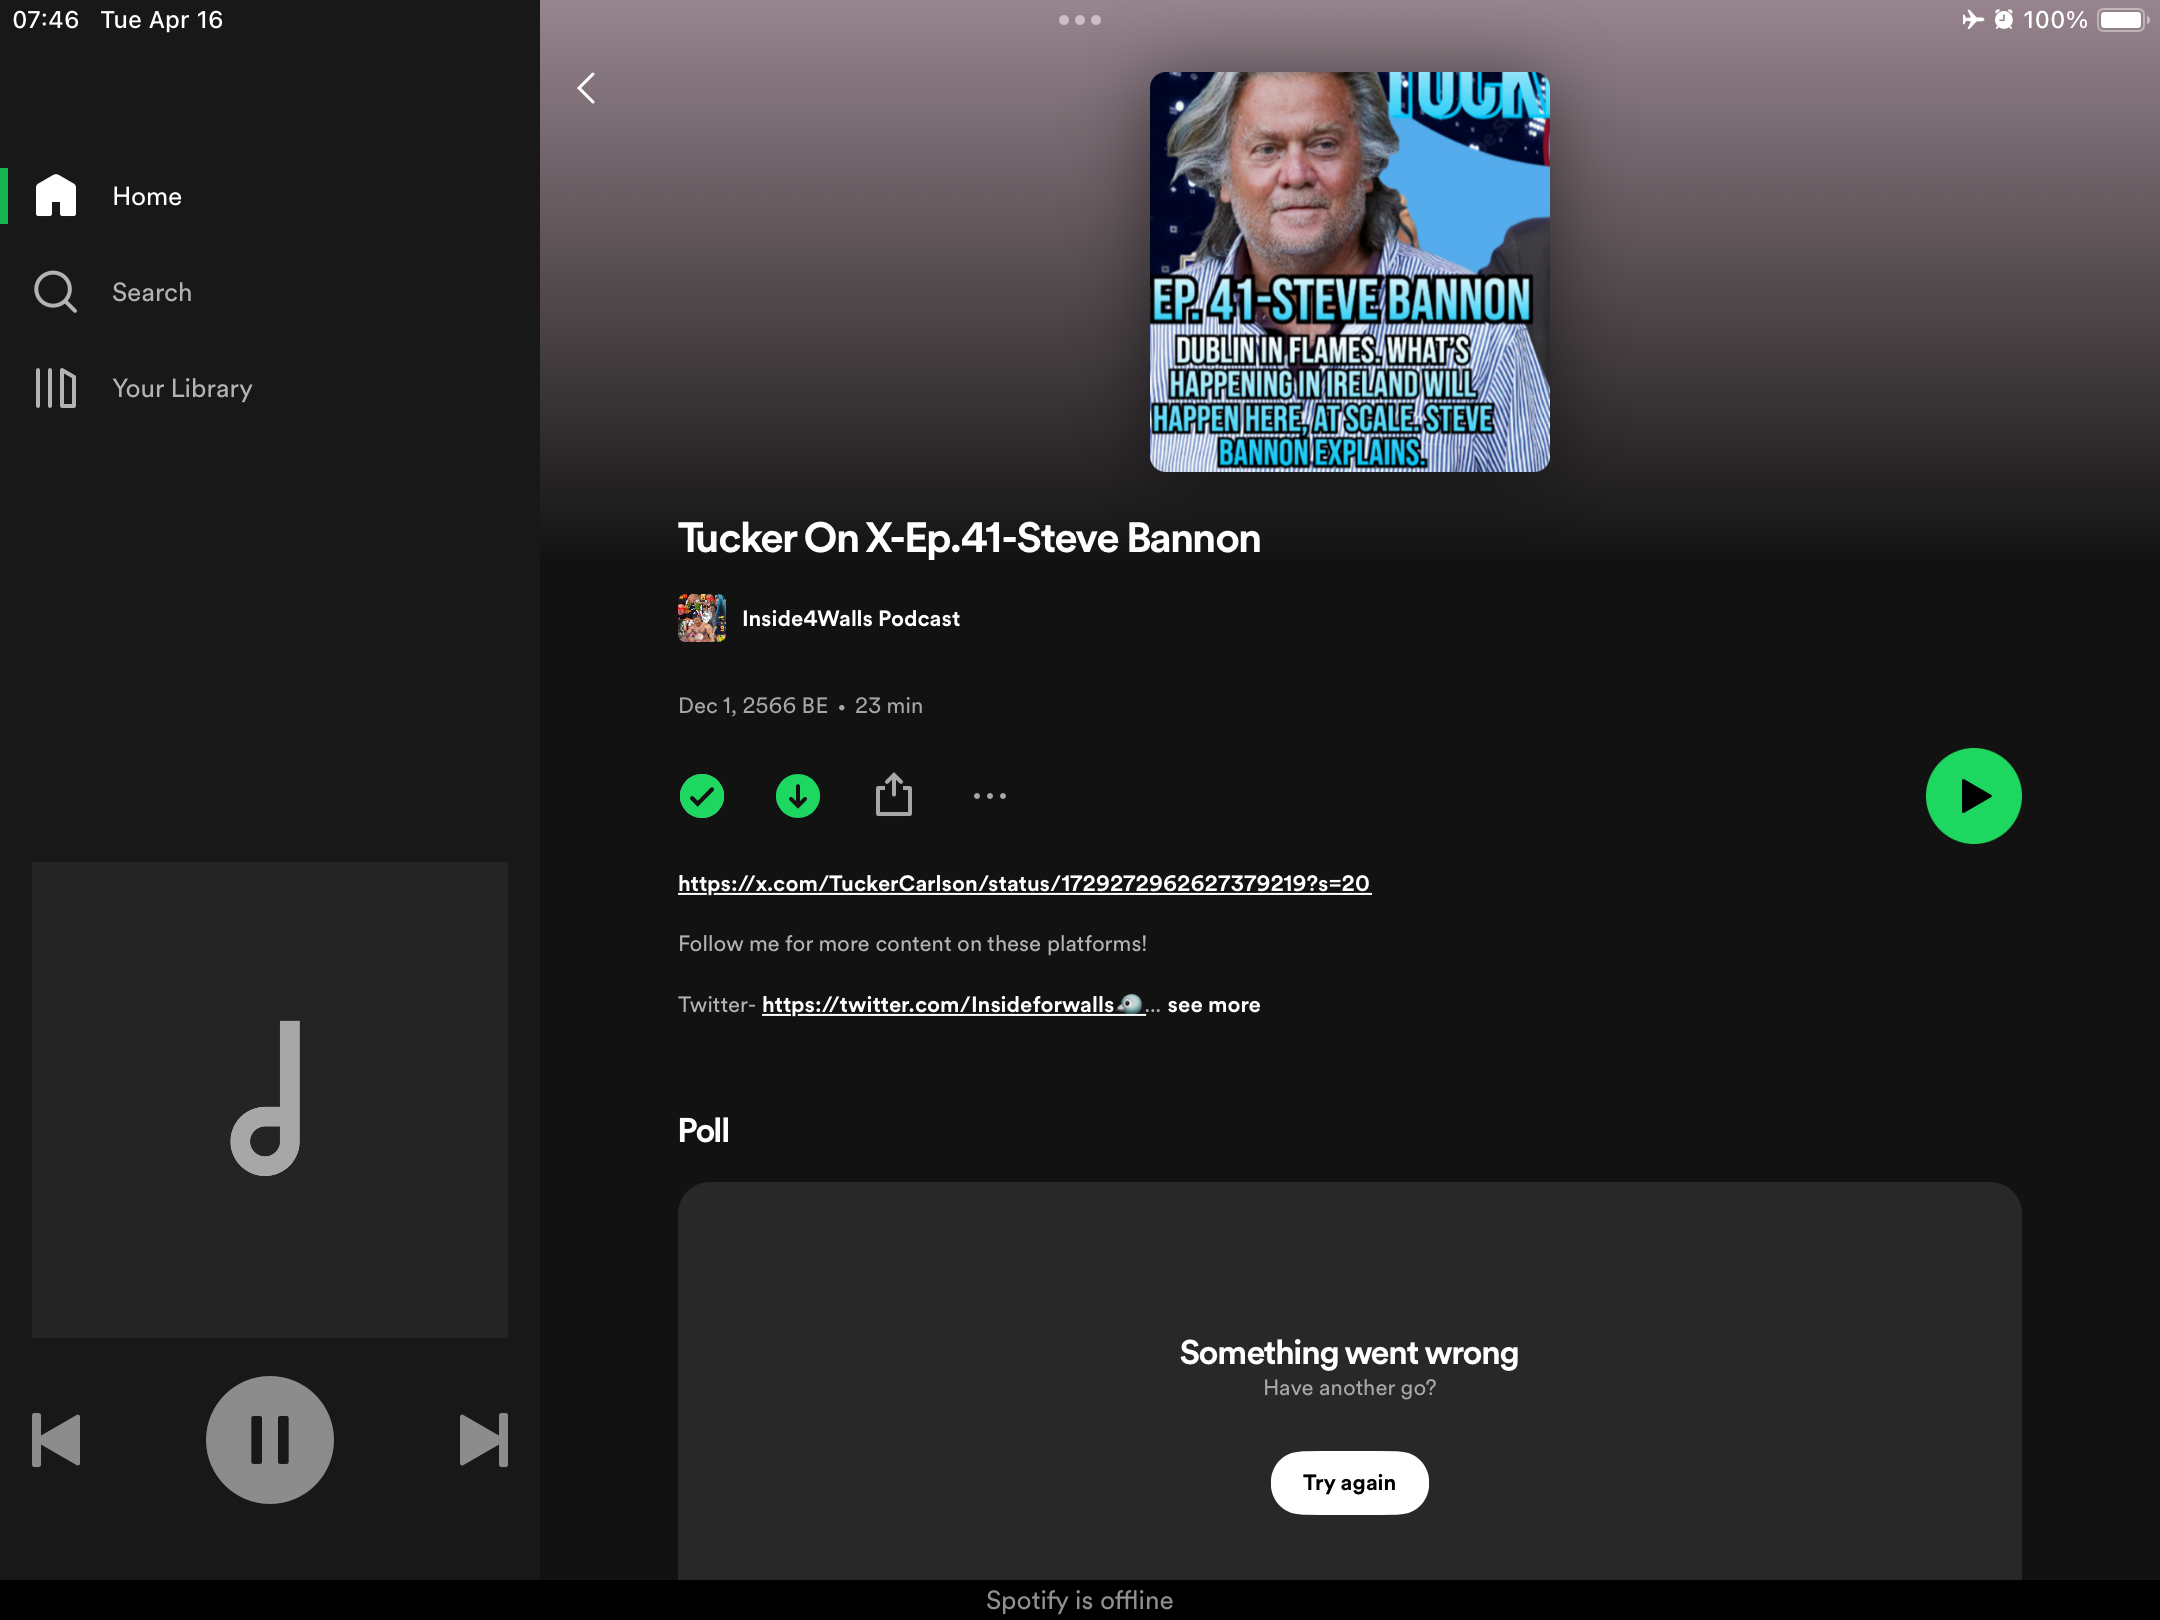 07:46 Tue Apr 16
100%
Home
Search
Your Library
TUCK
EP. 41-STEVE BANNON
DUBLIN IN FLAMES. WHAT'S
HAPPENING IN IRELAND WILL
HAPPEN HERE, AT SCALE. STEVE
BANNON EXPLAINS.
Tucker On X-Ep.41-Steve Bannon
Inside4Walls Podcast
Dec 1, 2566 BE • 23 min
https://x.com/TuckerCarlson/status/1729272962627379219?s=20
Follow me for more content on these platforms!
Twitter- https://twitter.com/Insideforwalls🐦... see more
Poll
Something went wrong
Have another go?
Try again
Spotify is offline